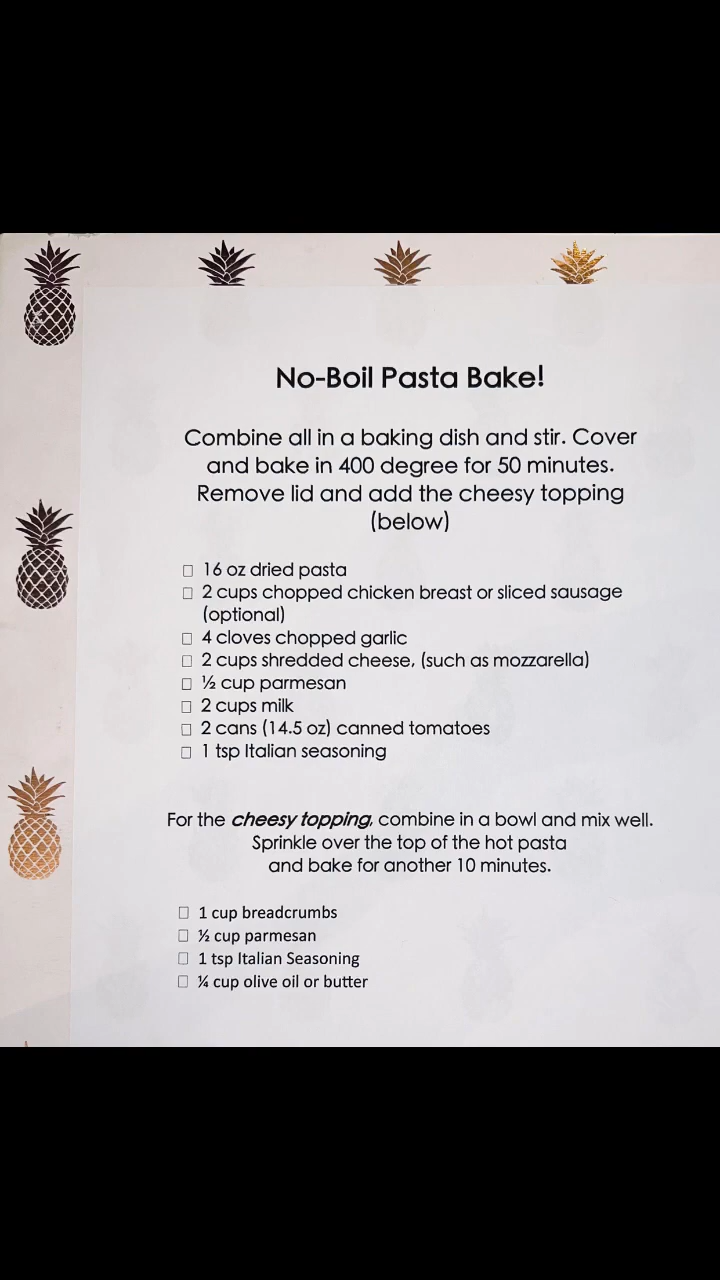 No-Boil Pasta Bake!
Combine all in a baking dish and stir. Cover
and bake in 400 degree for 50 minutes.
Remove lid and add the cheesy topping
(below)
□ 16 oz dried pasta
□ 2 cups chopped chicken breast or sliced sausage
(optional)
□ 4 cloves chopped garlic
□ 2 cups shredded cheese, (such as mozzarella)
□ ½ cup parmesan
□ 2 cups milk
□ 2 cans (14.5 oz) canned tomatoes
□ 1 tsp Italian seasoning
For the cheesy topping, combine in a bowl and mix well.
Sprinkle over the top of the hot pasta
and bake for another 10 minutes.
□ 1 cup breadcrumbs
□ ½ cup parmesan
□ 1 tsp Italian Seasoning
□ ¼ cup olive oil or butter